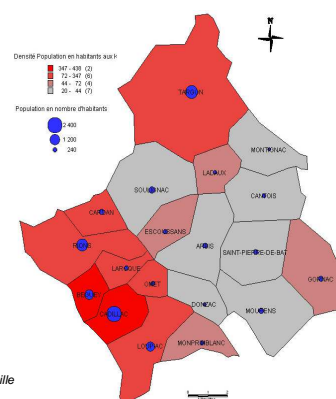 Densité Population en habitants aux k
347 - 438 (2)
72 - 347 (6)
44 - 72 (4)
20 - 44 (7)
Population en nombre d'habitants
2 400
1 200
240
N
TARGON
MONTIGNAC
LADAUX
SOULIGNAC
CANTOIS
CARDAN
ESCOUSSANS
RIONS
ARBIS
SAINT-PIERRE-DE-BAT
LAROQUE
GORNAC
BEGUEY
OMET
CADILLAC
DONZAC
MOURENS
LOUPIAC
MONPRIMBLANC
ille